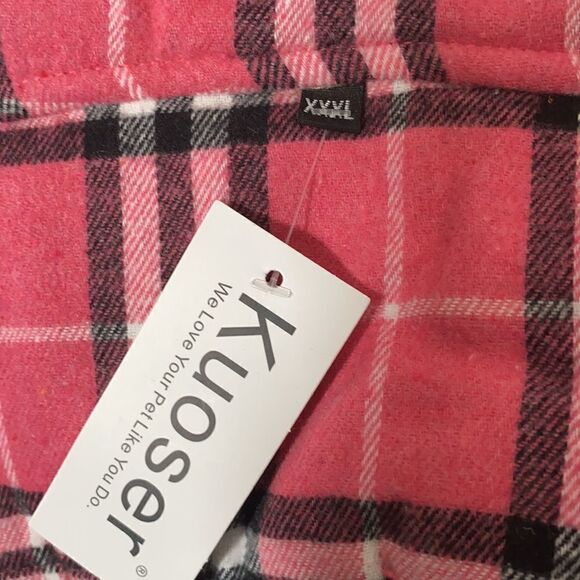 XXXL
Kuoser®
We Love Your Pet Like You Do.